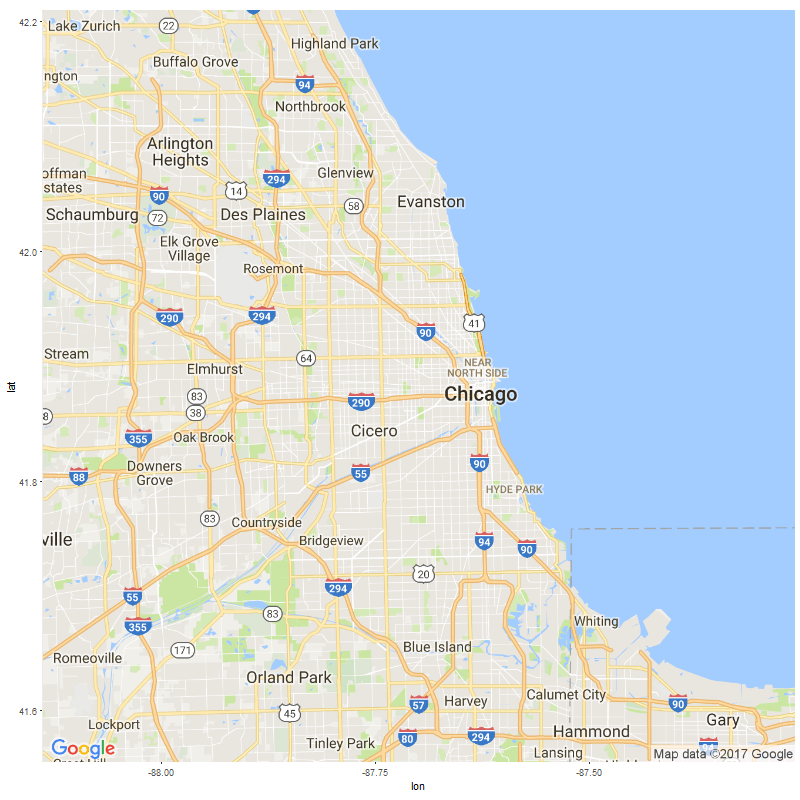 42.2
Lake Zurich
22
Highland Park
Buffalo Grove
ngton
94
Northbrook
Arlington
Heights
Glenview
offman
states
294
14
90
Evanston
58
Schaumburg
72
Des Plaines
Elk Grove
Village
42.0
Rosemont
290
294
41
90
Stream
64
NEAR
NORTH SIDE
Elmhurst
lat
Chicago
83
290
38
8
Cicero
355
Oak Brook
Downers
Grove
90
88
55
41.8
HYDE PARK
83
Countryside
ville
Bridgeview
94
90
20
294
55
83
Whiting
355
171
Blue Island
Romeoville
Orland Park
Calumet City
57
Harvey
90
41.6
45
Gary
Lockport
Hammond
80
294
Tinley Park
Google
Lansing
Map data ©2017 Google
-88.00
-87.75
-87.50
lon